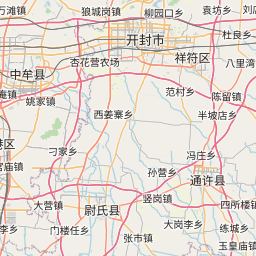 万滩镇
狼城岗镇
柳园口乡
袁坊乡
开封市
杜良乡
祥符区
杏花营农场
中牟县
八里湾
范村乡
陈留镇
姚家镇
西姜寨乡
半坡店乡
刁家乡
冯庄乡
孙营乡
通许县
大营镇
尉氏县
竖岗镇
四所楼镇
大岗李乡
门楼任乡
张市镇
练城乡
玉皇庙镇